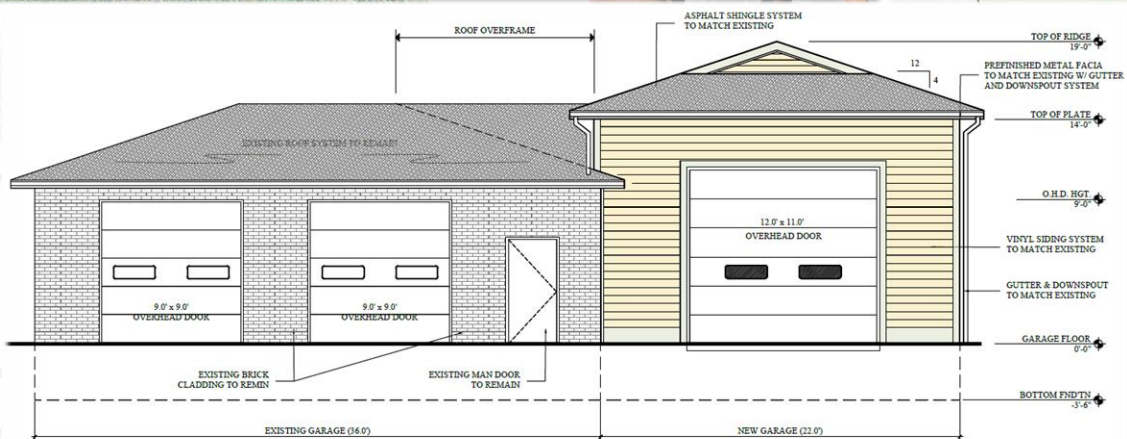 ASPHALT SHINGLE SYSTEM
TO MATCH EXISTING
ROOF OVERFRAME
TOP OF RIDGE
19'-0"
12
4
PREFINISHED METAL FACIA
TO MATCH EXISTING W/ GUTTER
AND DOWNSPOUT SYSTEM
TOP OF PLATE
14'-0"
EXISTING ROOF SYSTEM TO REMAIN
O.H.D. HGT.
9'-0"
12.0' x 11.0'
OVERHEAD DOOR
VINYL SIDING SYSTEM
TO MATCH EXISTING
GUTTER & DOWNSPOUT
TO MATCH EXISTING
9.0' x 9.0'
OVERHEAD DOOR
9.0' x 9.0'
OVERHEAD DOOR
GARAGE FLOOR
0'-0"
EXISTING BRICK
CLADDING TO REMIN
EXISTING MAN DOOR
TO REMAIN
BOTTOM FND'TN
-3'-6"
EXISTING GARAGE (36.0')
NEW GARAGE (22.0')